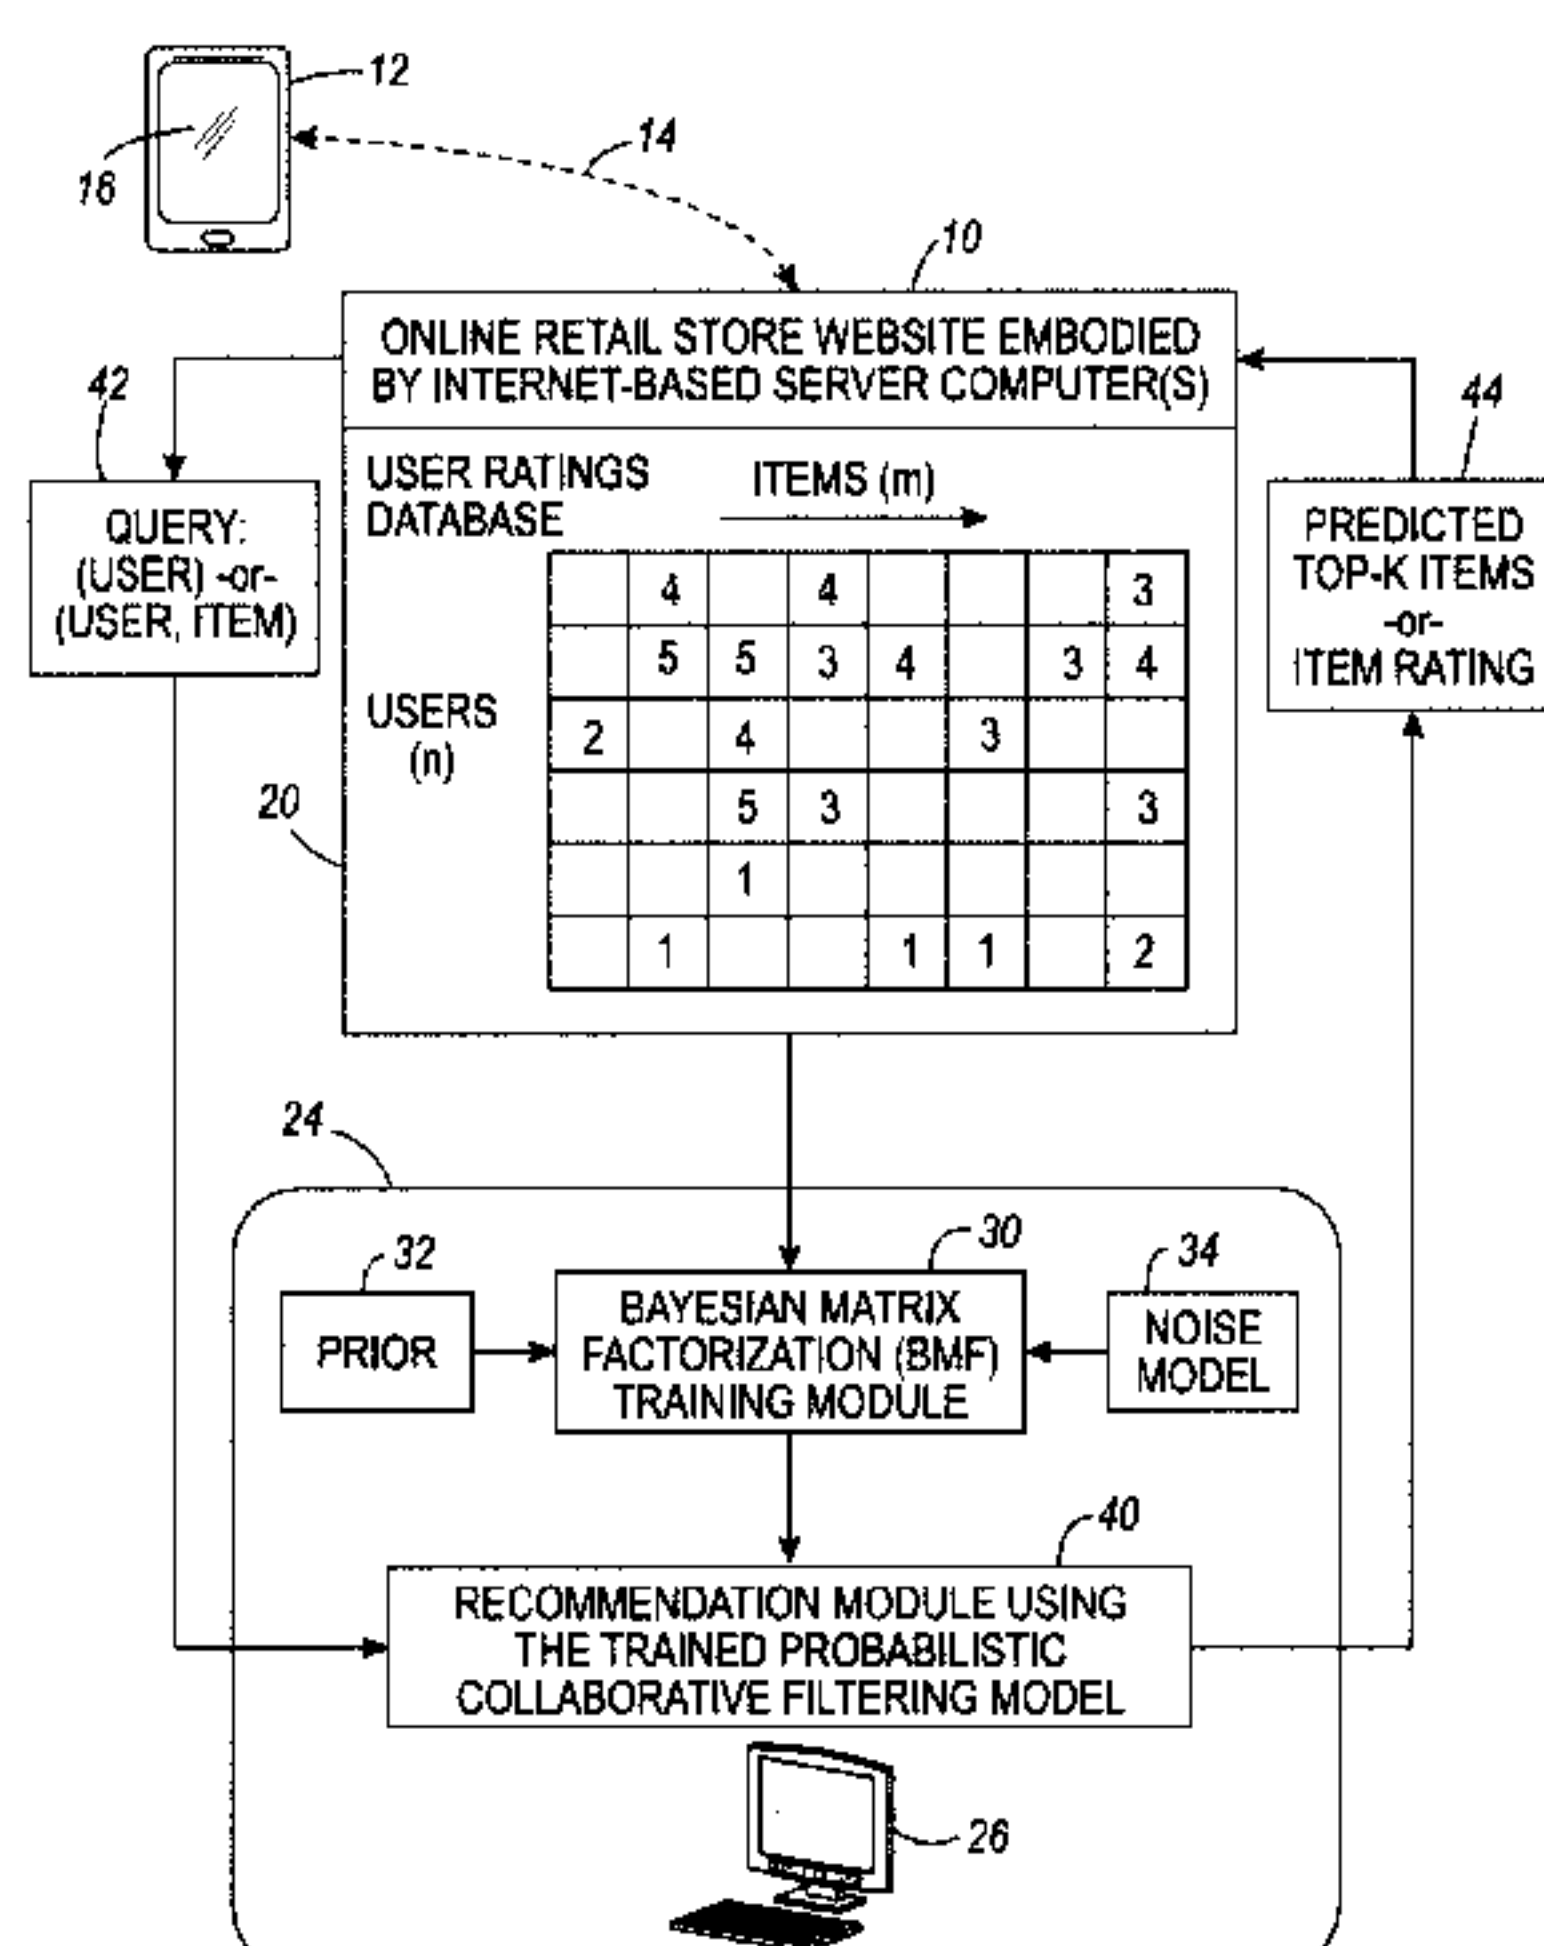 12
14
16
10
ONLINE RETAIL STORE WEBSITE EMBODIED
BY INTERNET-BASED SERVER COMPUTER(S)
42
44
QUERY:
(USER) -or-
(USER, ITEM)
USER RATINGS
DATABASE
ITEMS (m)
PREDICTED
TOP-K ITEMS
-or-
ITEM RATING
USERS
(n)
20
4 4 3
5 5 3 4 3 4
2 4 3
5 3 3
1
1 1 1 2
24
32
30
34
PRIOR
BAYESIAN MATRIX
FACTORIZATION (BMF)
TRAINING MODULE
NOISE
MODEL
40
RECOMMENDATION MODULE USING
THE TRAINED PROBABILISTIC
COLLABORATIVE FILTERING MODEL
26